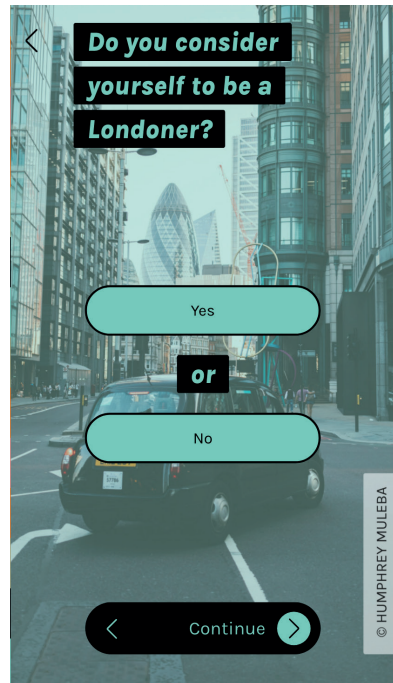 Do you consider
yourself to be a
Londoner?
Yes
or
No
Continue
© HUMPHREY MULEBA